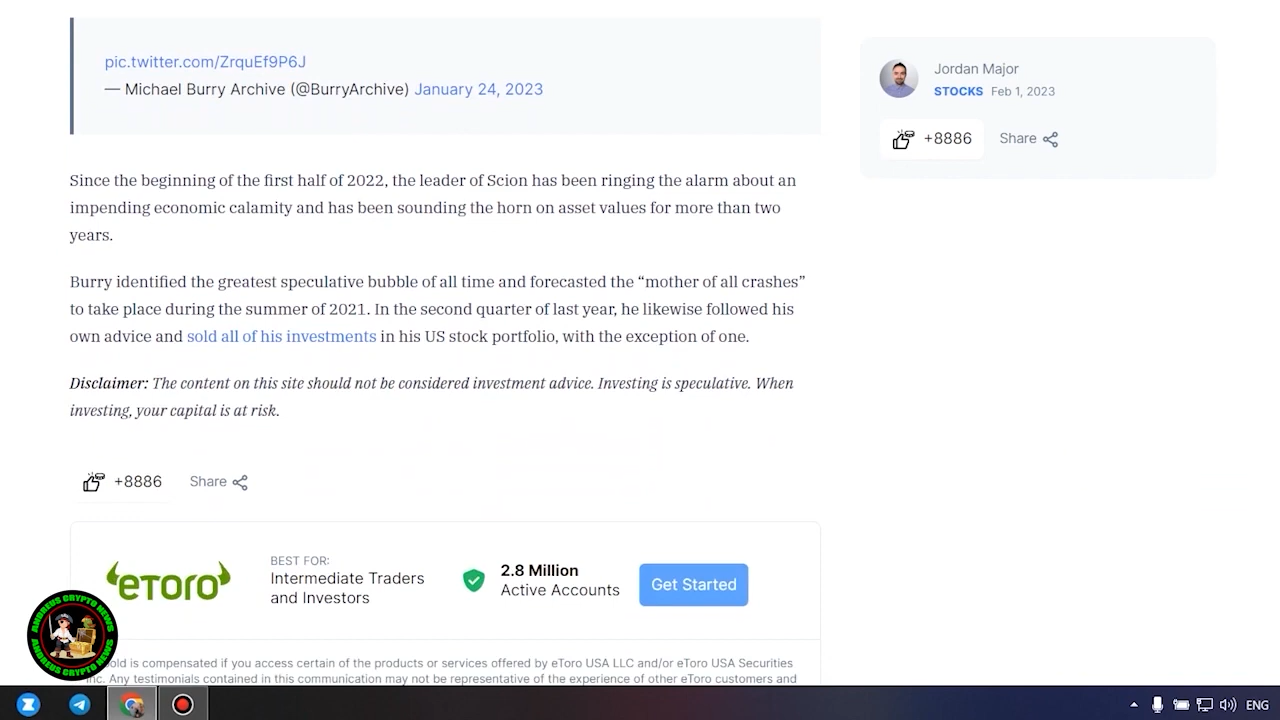 pic.twitter.com/ZrquEf9P6J
— Michael Burry Archive (@BurryArchive) January 24, 2023
Jordan Major
STOCKS Feb 1, 2023
+8886 Share
Since the beginning of the first half of 2022, the leader of Scion has been ringing the alarm about an
impending economic calamity and has been sounding the horn on asset values for more than two
years.
Burry identified the greatest speculative bubble of all time and forecasted the “mother of all crashes”
to take place during the summer of 2021. In the second quarter of last year, he likewise followed his
own advice and sold all of his investments in his US stock portfolio, with the exception of one.
Disclaimer: The content on this site should not be considered investment advice. Investing is speculative. When
investing, your capital is at risk.
+8886 Share
eToro
BEST FOR:
Intermediate Traders
and Investors
2.8 Million
Active Accounts
Get Started
ANDREUS CRYPTO NEWS
ANDREUS CRYPTO NEWS
is compensated if you access certain of the products or services offered by eToro USA LLC and/or eToro USA Securities
Inc. Any testimonials contained in this communication may not be representative of the experience of other eToro customers and
ENG